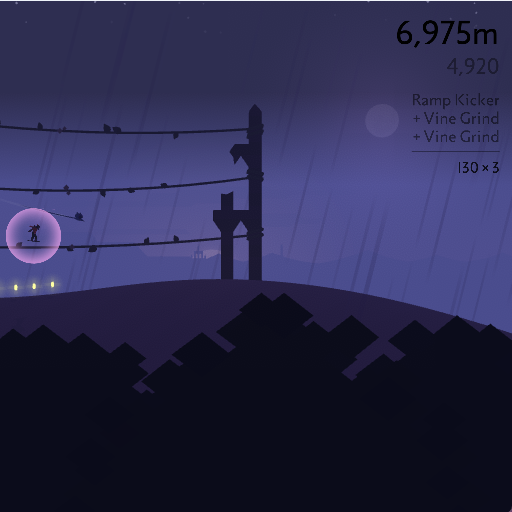 6,975m
4,920
Ramp Kicker
+ Vine Grind
+ Vine Grind
130 × 3